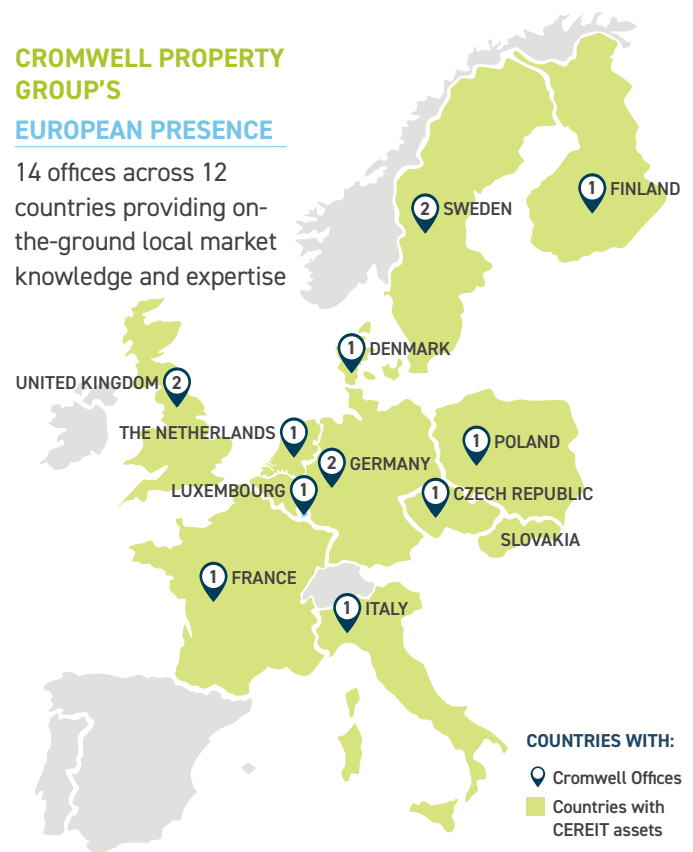 CROMWELL PROPERTY
GROUP'S
EUROPEAN PRESENCE
14 offices across 12
countries providing on-
the-ground local market
knowledge and expertise
1 FINLAND
2 SWEDEN
1 DENMARK
UNITED KINGDOM 2
THE NETHERLANDS 1
1 POLAND
2 GERMANY
LUXEMBOURG 1
1 CZECH REPUBLIC
SLOVAKIA
1 FRANCE
1 ITALY
COUNTRIES WITH:
Cromwell Offices
Countries with
CEREIT assets